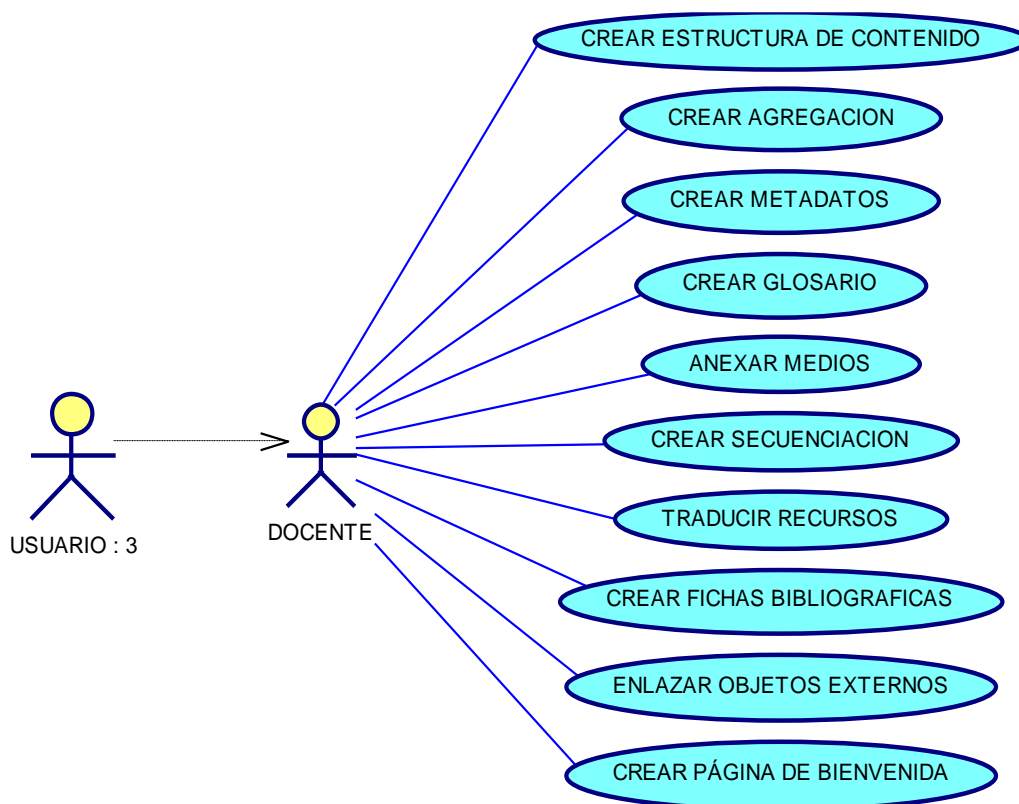 CREAR ESTRUCTURA DE CONTENIDO
CREAR AGREGACION
CREAR METADATOS
CREAR GLOSARIO
ANEXAR MEDIOS
CREAR SECUENCIACION
TRADUCIR RECURSOS
CREAR FICHAS BIBLIOGRAFICAS
ENLAZAR OBJETOS EXTERNOS
CREAR PÁGINA DE BIENVENIDA
USUARIO : 3
DOCENTE